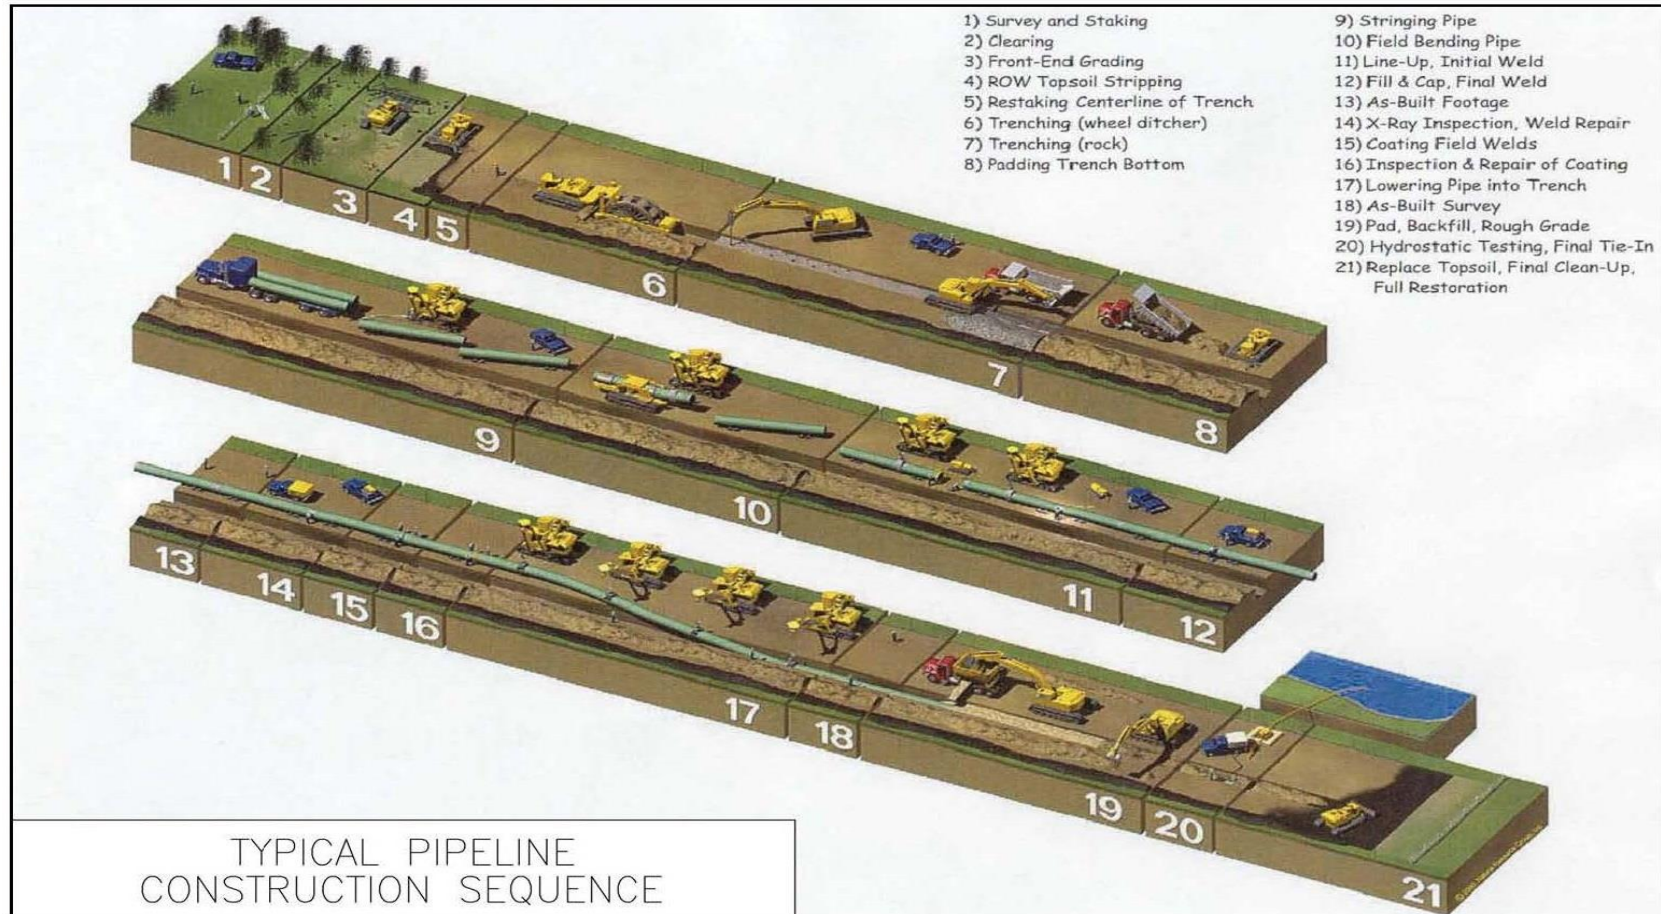 1) Survey and Staking
2) Clearing
3) Front-End Grading
4) ROW Topsoil Stripping
5) Restaking Centerline of Trench
6) Trenching (wheel ditcher)
7) Trenching (rock)
8) Padding Trench Bottom
9) Stringing Pipe
10) Field Bending Pipe
11) Line-Up, Initial Weld
12) Fill & Cap, Final Weld
13) As-Built Footage
14) X-Ray Inspection, Weld Repair
15) Coating Field Welds
16) Inspection & Repair of Coating
17) Lowering Pipe into Trench
18) As-Built Survey
19) Pad, Backfill, Rough Grade
20) Hydrostatic Testing, Final Tie-In
21) Replace Topsoil, Final Clean-Up,
Full Restoration
1
2
3
4
5
6
7
8
9
10
11
12
13
14
15
16
17
18
19
20
21
TYPICAL PIPELINE
CONSTRUCTION SEQUENCE